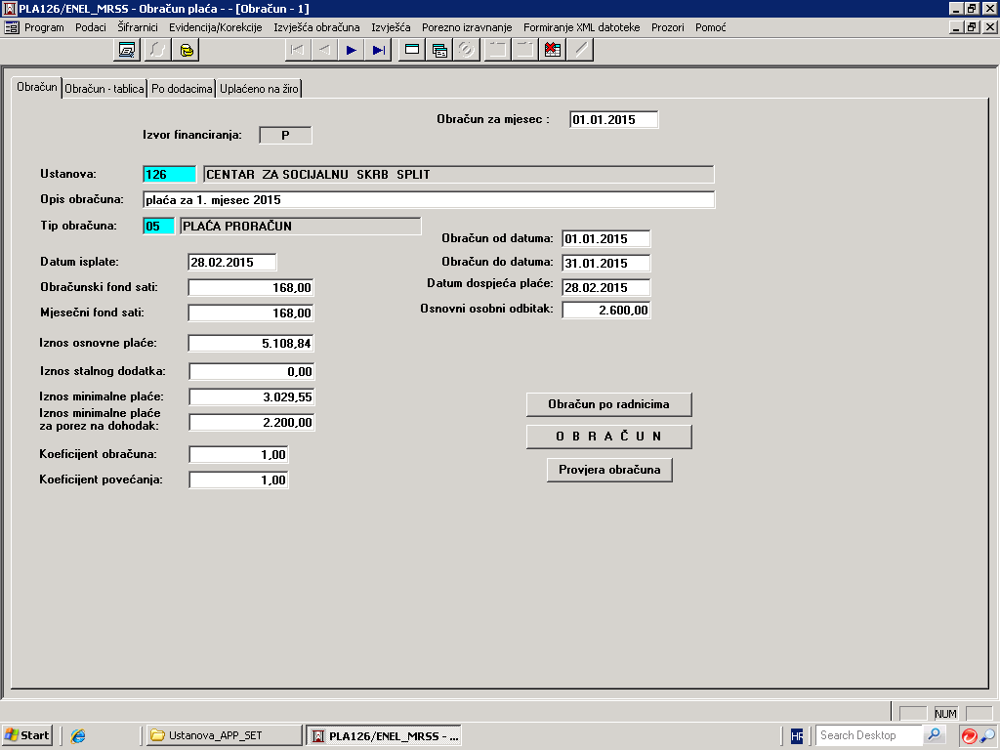 PLA126/ENEL_MRSS - Obračun plaća - - [Obračun - 1]
Program Podaci Šifrarnici Evidencija/Korekcije Izvješća obračuna Izvješća Porezno izravnanje Formiranje XML datoteke Prozori Pomoć
Obračun Obračun - tablica Po dodacima Uplaćeno na žiro
Obračun za mjesec : 01.01.2015
Izvor financiranja: P
Ustanova: 126 CENTAR ZA SOCIJALNU SKRB SPLIT
Opis obračuna: plaća za 1. mjesec 2015
Tip obračuna: 05 PLAĆA PRORAČUN
Obračun od datuma: 01.01.2015
Datum isplate: 28.02.2015
Obračun do datuma: 31.01.2015
Obračunski fond sati: 168,00
Datum dospjeća plaće: 28.02.2015
Mjesečni fond sati: 168,00
Osnovni osobni odbitak: 2.600,00
Iznos osnovne plaće: 5.108,84
Iznos stalnog dodatka: 0,00
Iznos minimalne plaće: 3.029,55
Iznos minimalne plaće
za porez na dohodak: 2.200,00
Obračun po radnicima
O B R A Č U N
Koeficijent obračuna: 1,00
Provjera obračuna
Koeficijent povećanja: 1,00
NUM
Start Ustanova_APP_SET PLA126/ENEL_MRSS - ... HR Search Desktop